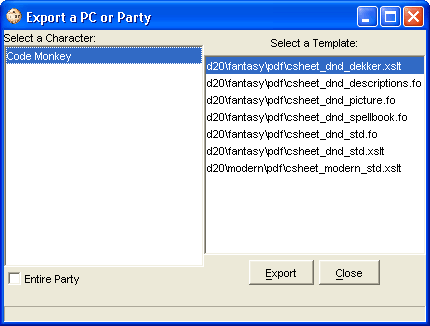 Export a PC or Party
Select a Character:
Select a Template:
Code Monkey
d20\fantasy\pdf\csheet_dnd_dekker.xslt
d20\fantasy\pdf\csheet_dnd_descriptions.fo
d20\fantasy\pdf\csheet_dnd_picture.fo
d20\fantasy\pdf\csheet_dnd_spellbook.fo
d20\fantasy\pdf\csheet_dnd_std.fo
d20\fantasy\pdf\csheet_dnd_std.xslt
d20\modern\pdf\csheet_modern_std.xslt
Entire Party
Export
Close